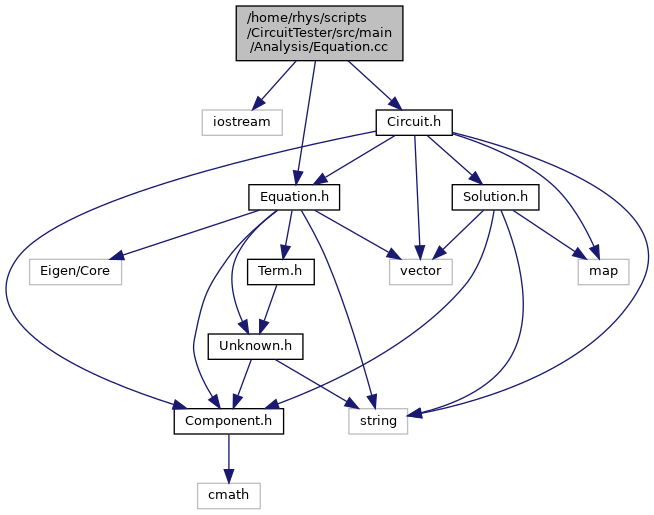 /home/rhys/scripts
/CircuitTester/src/main
/Analysis/Equation.cc
iostream
Circuit.h
Equation.h
Solution.h
Eigen/Core
Term.h
vector
map
Unknown.h
Component.h
string
cmath